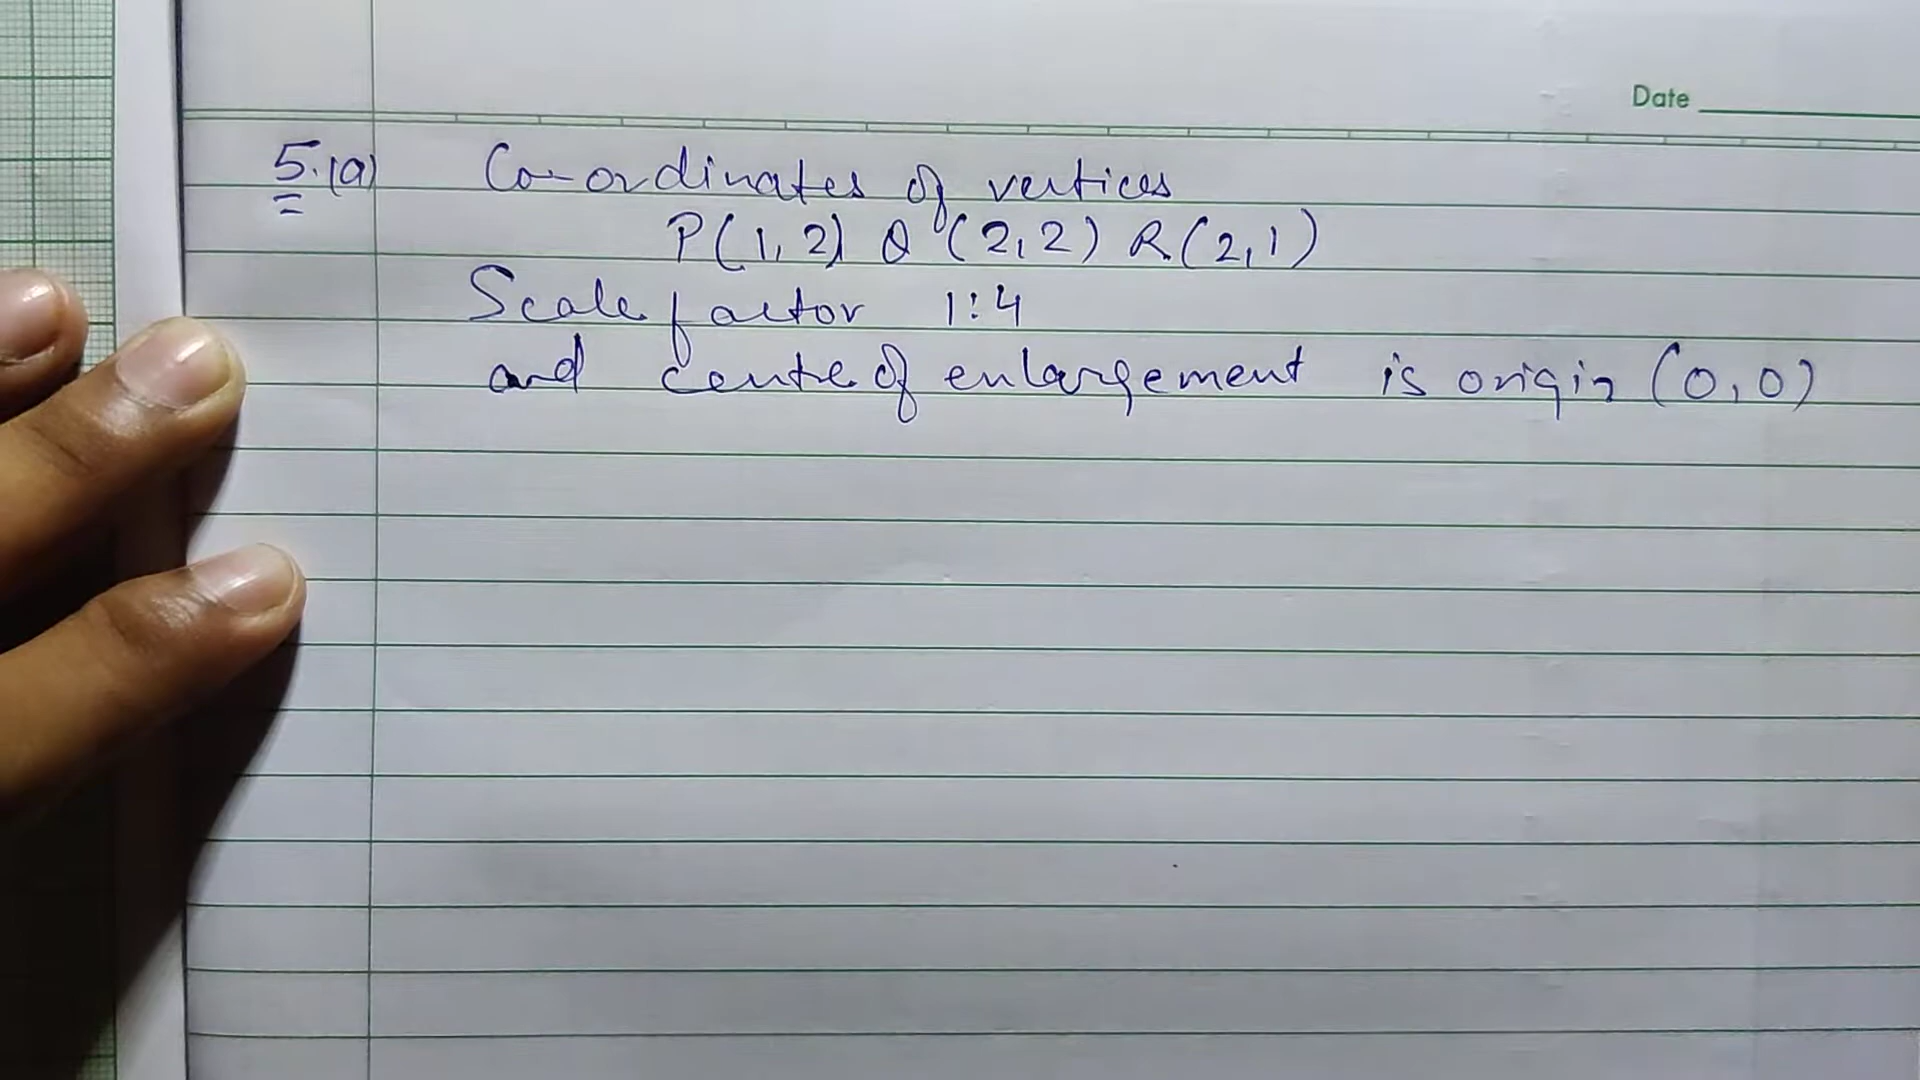 Date
5.(a) Co-ordinates of vertices
P(1,2) Q (2,2) R(2,1)
Scale factor 1:4
and centre of enlargement is origin (0,0)